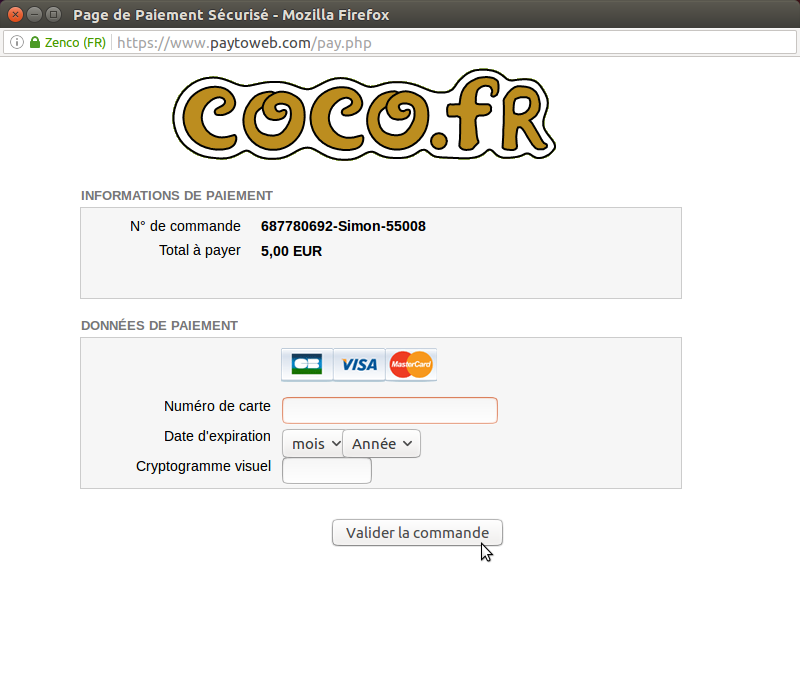 Page de Paiement Sécurisé - Mozilla Firefox
Zenco (FR) https://www.paytoweb.com/pay.php
COCO.fR
INFORMATIONS DE PAIEMENT
N° de commande 687780692-Simon-55008
Total à payer 5,00 EUR
DONNÉES DE PAIEMENT
CB VISA MasterCard
Numéro de carte
Date d'expiration mois Année
Cryptogramme visuel
Valider la commande